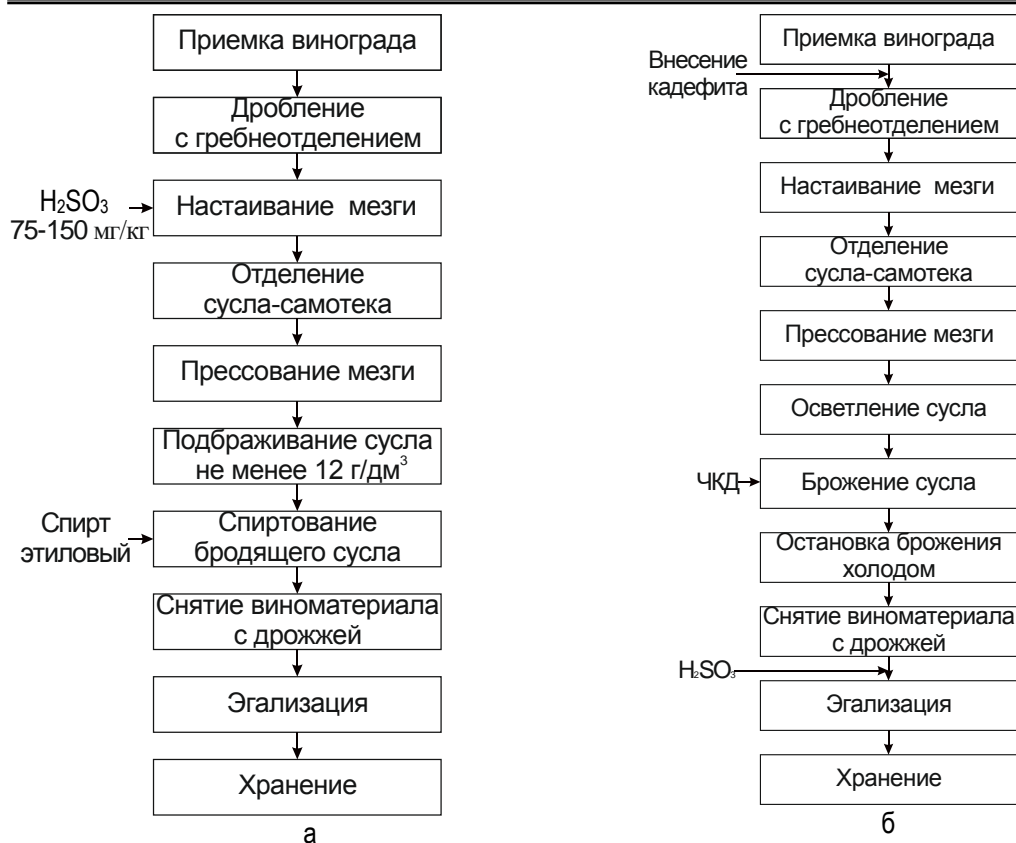 Приемка винограда
Дробление
с гребнеотделением
H₂SO₃
75-150 мг/кг
Настаивание мезги
Отделение
сусла-самотека
Прессование мезги
Подбраживание сусла
не менее 12 г/дм³
Спирт
этиловый
Спиртование
бродящего сусла
Снятие виноматериала
с дрожжей
Эгализация
Хранение
а
Приемка винограда
Внесение
кадефита
Дробление
с гребнеотделением
Настаивание мезги
Отделение
сусла-самотека
Прессование мезги
Осветление сусла
ЧКД
Брожение сусла
Остановка брожения
холодом
Снятие виноматериала
с дрожжей
H₂SO₃
Эгализация
Хранение
б